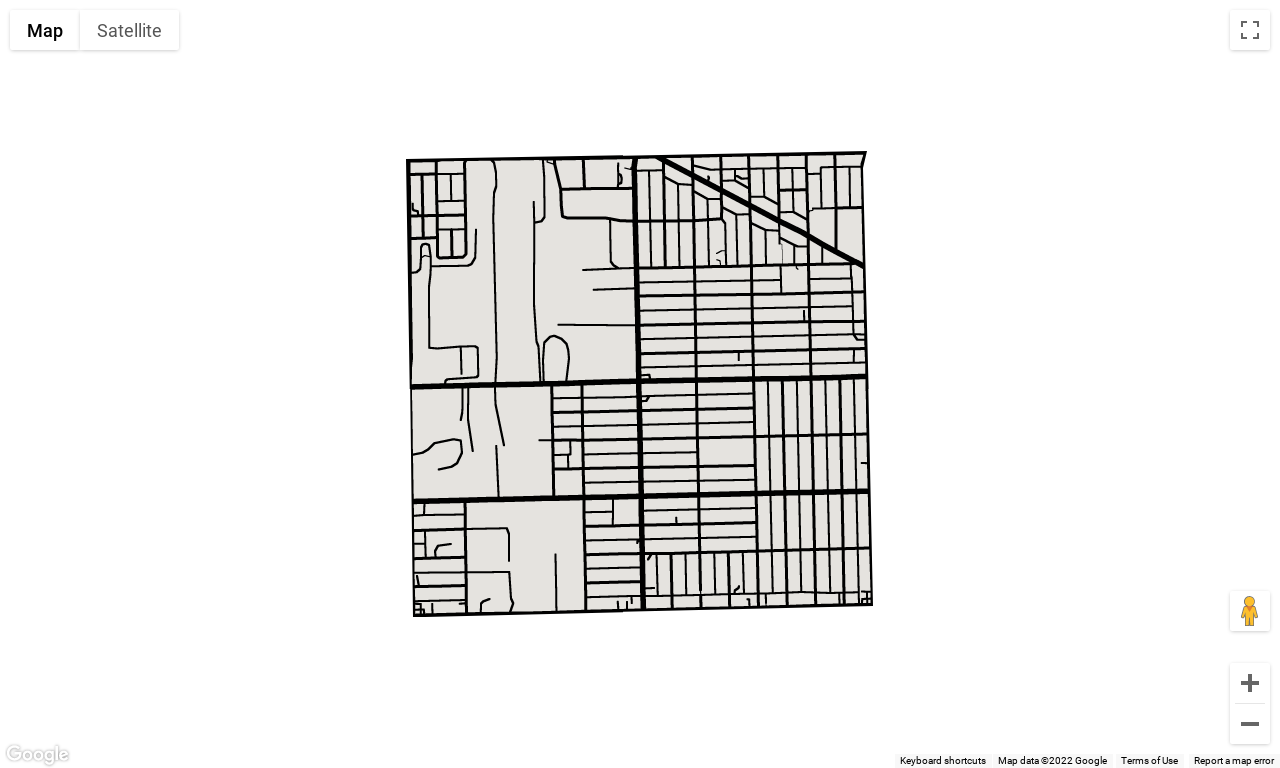 Map
Satellite
Google
Keyboard shortcuts
Map data ©2022 Google
Terms of Use
Report a map error